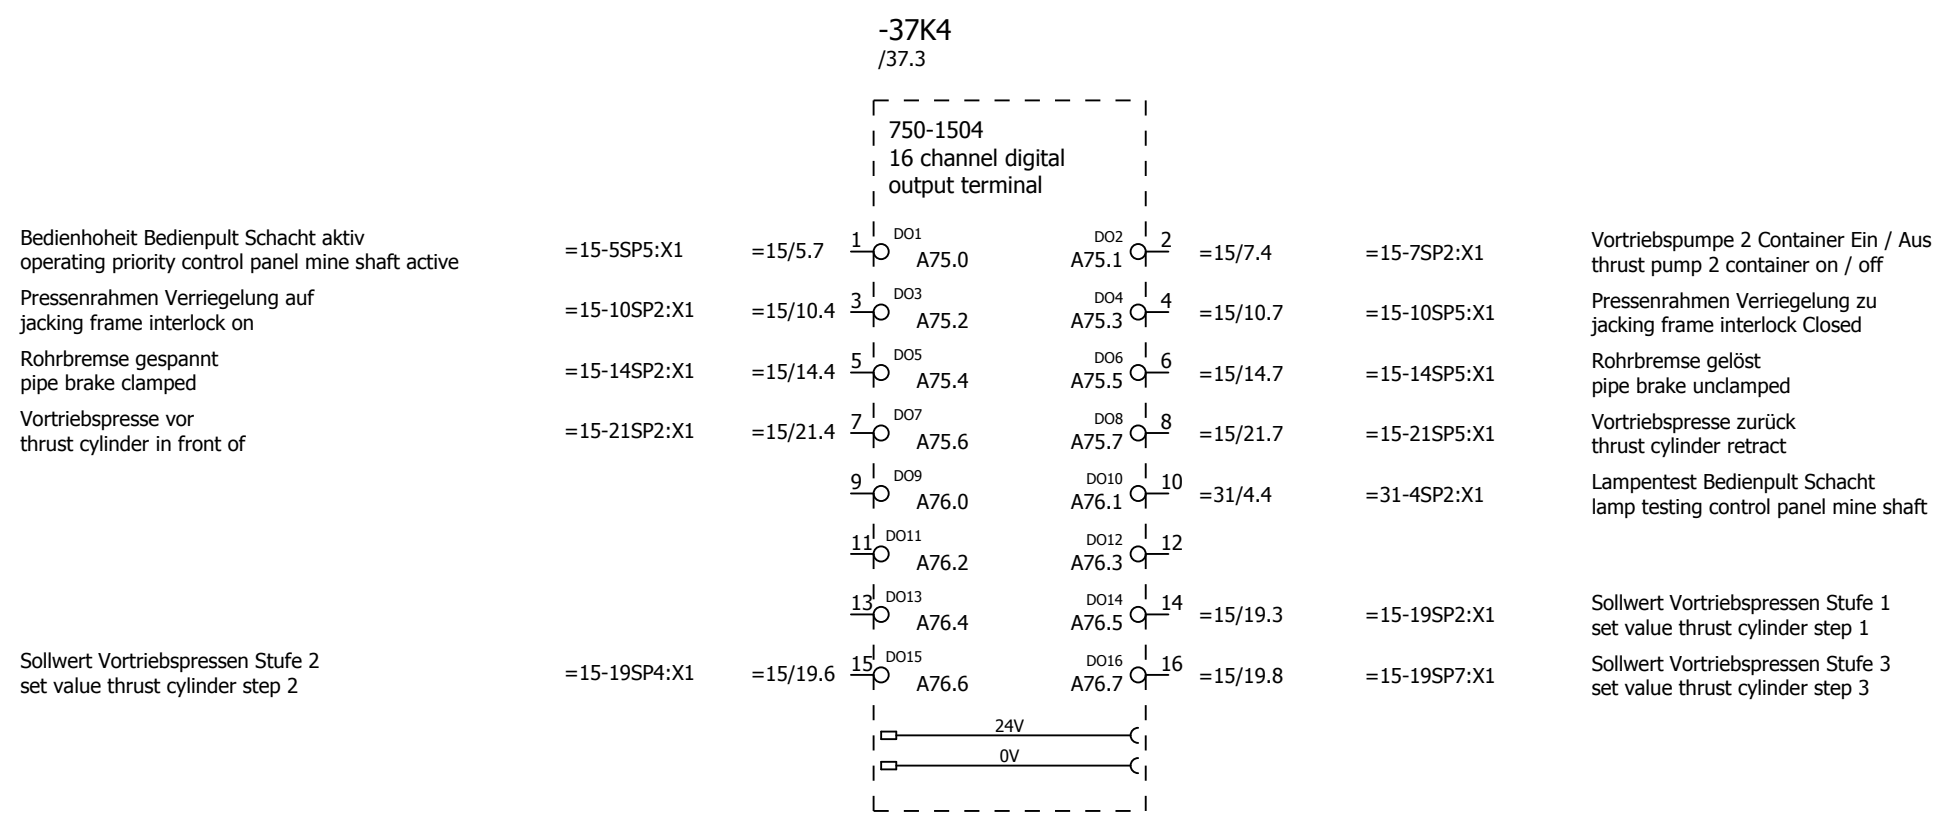 -37K4
/37.3
750-1504
16 channel digital
output terminal
Bedienhoheit Bedienpult Schacht aktiv
operating priority control panel mine shaft active
=15-5SP5:X1
=15/5.7
1
DO1
A75.0
DO2
A75.1
2
=15/7.4
=15-7SP2:X1
Vortriebspumpe 2 Container Ein / Aus
thrust pump 2 container on / off
Pressenrahmen Verriegelung auf
jacking frame interlock on
=15-10SP2:X1
=15/10.4
3
DO3
A75.2
DO4
A75.3
4
=15/10.7
=15-10SP5:X1
Pressenrahmen Verriegelung zu
jacking frame interlock Closed
Rohrbremse gespannt
pipe brake clamped
=15-14SP2:X1
=15/14.4
5
DO5
A75.4
DO6
A75.5
6
=15/14.7
=15-14SP5:X1
Rohrbremse gelöst
pipe brake unclamped
Vortriebspresse vor
thrust cylinder in front of
=15-21SP2:X1
=15/21.4
7
DO7
A75.6
DO8
A75.7
8
=15/21.7
=15-21SP5:X1
Vortriebspresse zurück
thrust cylinder retract
9
DO9
A76.0
DO10
A76.1
10
=31/4.4
=31-4SP2:X1
Lampentest Bedienpult Schacht
lamp testing control panel mine shaft
11
DO11
A76.2
DO12
A76.3
12
13
DO13
A76.4
DO14
A76.5
14
=15/19.3
=15-19SP2:X1
Sollwert Vortriebspressen Stufe 1
set value thrust cylinder step 1
Sollwert Vortriebspressen Stufe 2
set value thrust cylinder step 2
=15-19SP4:X1
=15/19.6
15
DO15
A76.6
DO16
A76.7
16
=15/19.8
=15-19SP7:X1
Sollwert Vortriebspressen Stufe 3
set value thrust cylinder step 3
24V
0V